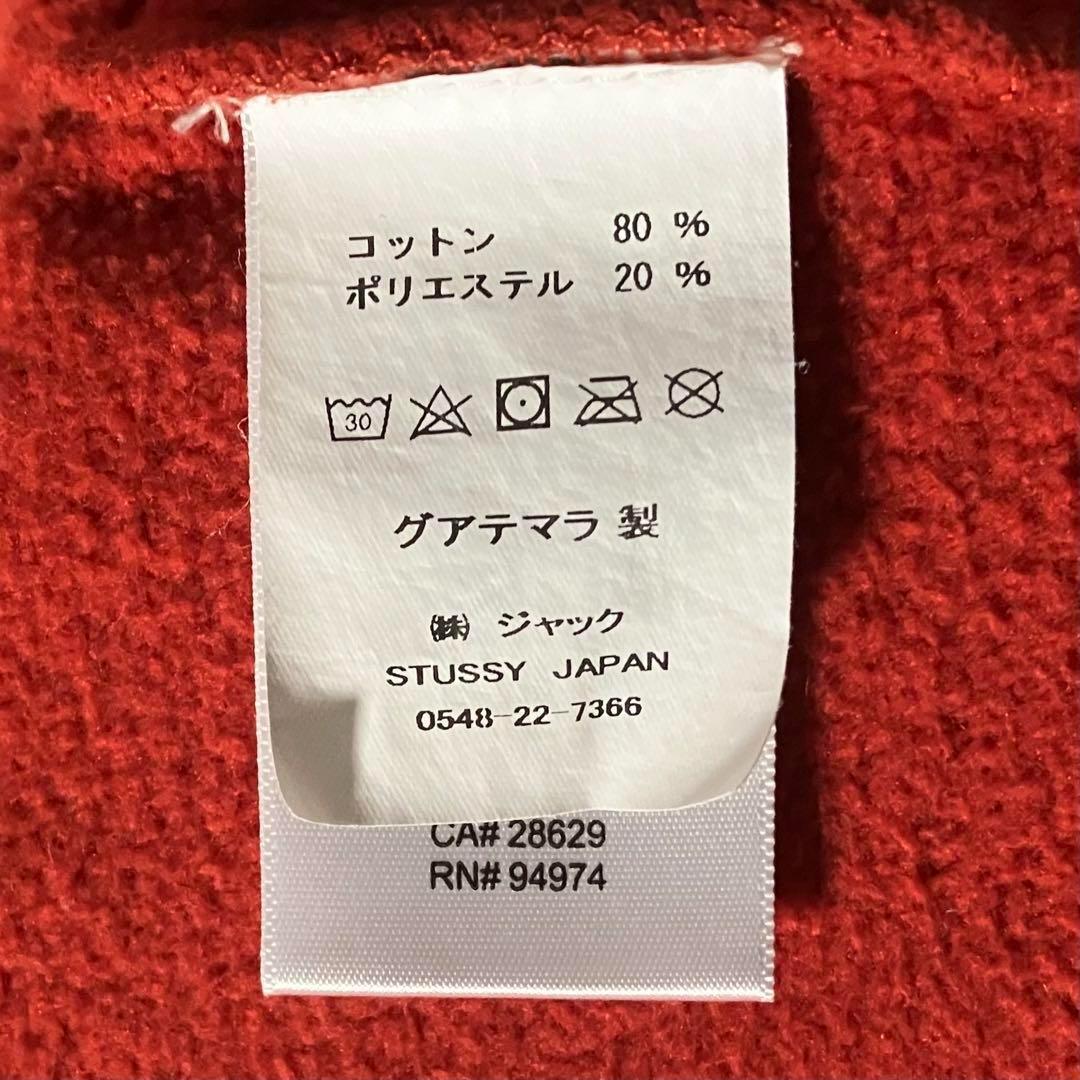 コットン 80 %
ポリエステル 20 %
30
グアテマラ 製
㈱ ジャック
STUSSY JAPAN
0548-22-7366
CA# 28629
RN# 94974